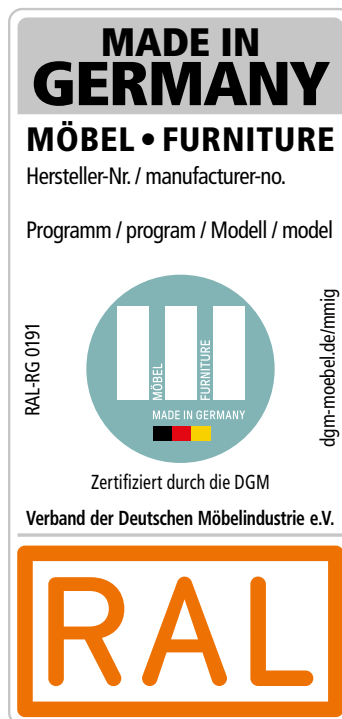 MADE IN
GERMANY
MÖBEL • FURNITURE
Hersteller-Nr. / manufacturer-no.
Programm / program / Modell / model
RAL-RG 0191
MÖBEL
FURNITURE
MADE IN GERMANY
dgm-moebel.de/mmig
Zertifiziert durch die DGM
Verband der Deutschen Möbelindustrie e.V.
RAL